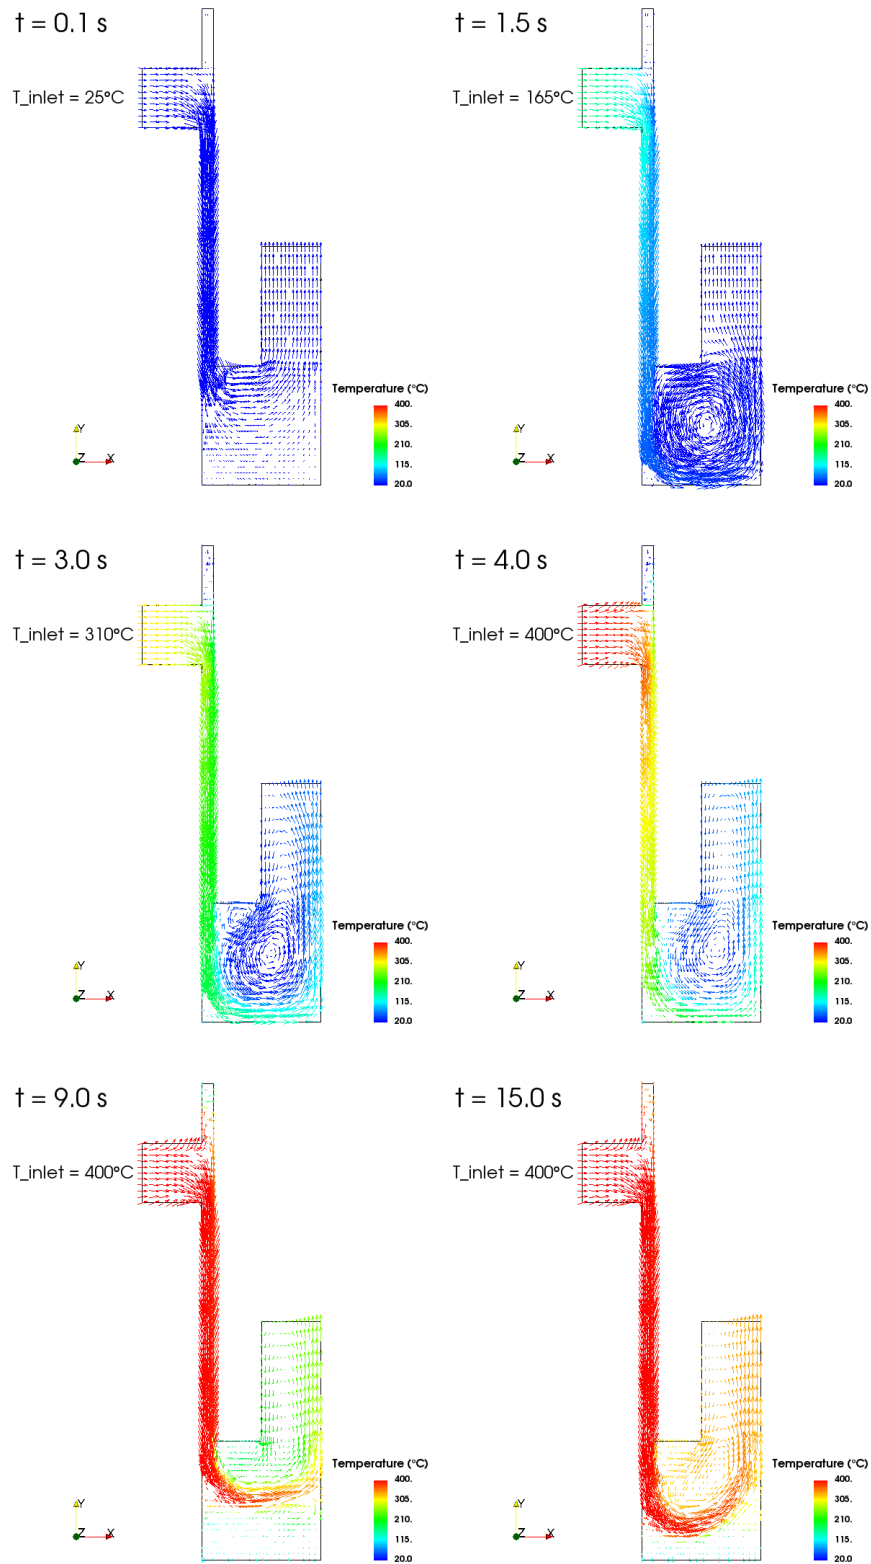 t = 0.1 s
T_inlet = 25°C
Temperature (°C)
400.
305.
210.
115.
20.0
Y
Z
X
t = 1.5 s
T_inlet = 165°C
Temperature (°C)
400.
305.
210.
115.
20.0
Y
Z
X
t = 3.0 s
T_inlet = 310°C
Temperature (°C)
400.
305.
210.
115.
20.0
Y
Z
X
t = 4.0 s
T_inlet = 400°C
Temperature (°C)
400.
305.
210.
115.
20.0
Y
Z
X
t = 9.0 s
T_inlet = 400°C
Temperature (°C)
400.
305.
210.
115.
20.0
Y
Z
X
t = 15.0 s
T_inlet = 400°C
Temperature (°C)
400.
305.
210.
115.
20.0
Y
Z
X